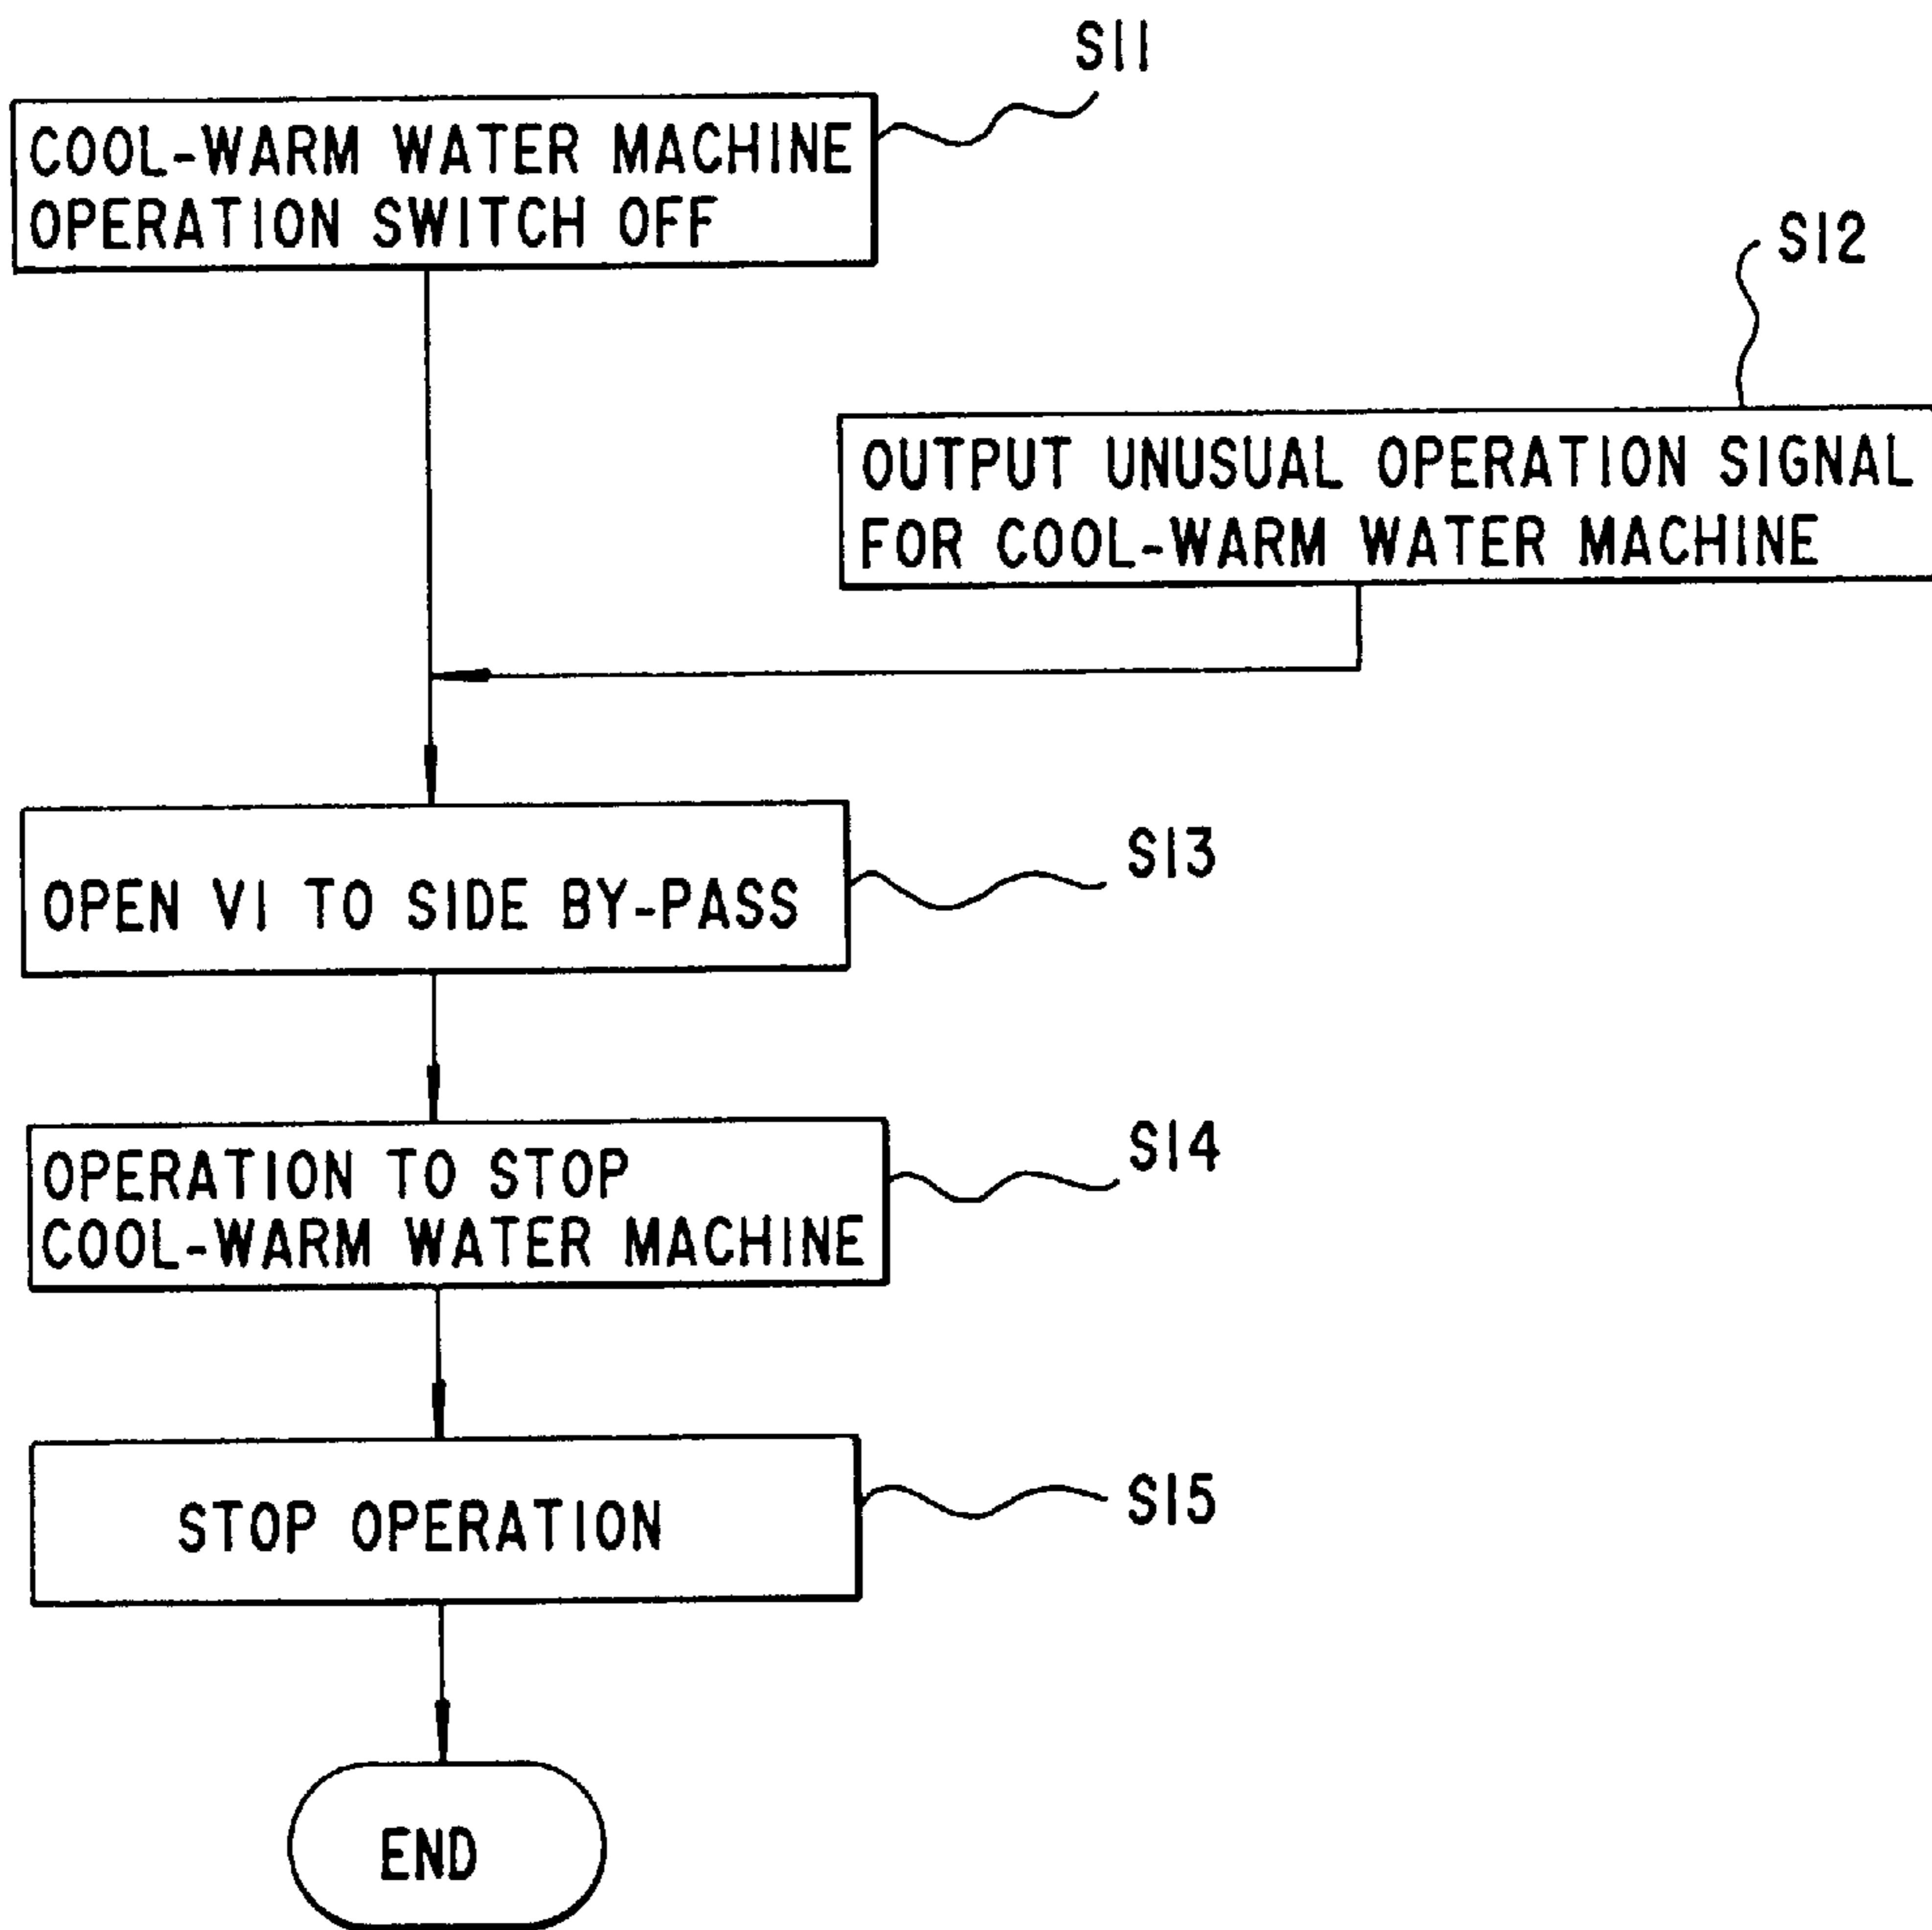 S11
COOL-WARM WATER MACHINE
OPERATION SWITCH OFF
S12
OUTPUT UNUSUAL OPERATION SIGNAL
FOR COOL-WARM WATER MACHINE
S13
OPEN V1 TO SIDE BY-PASS
S14
OPERATION TO STOP
COOL-WARM WATER MACHINE
S15
STOP OPERATION
END